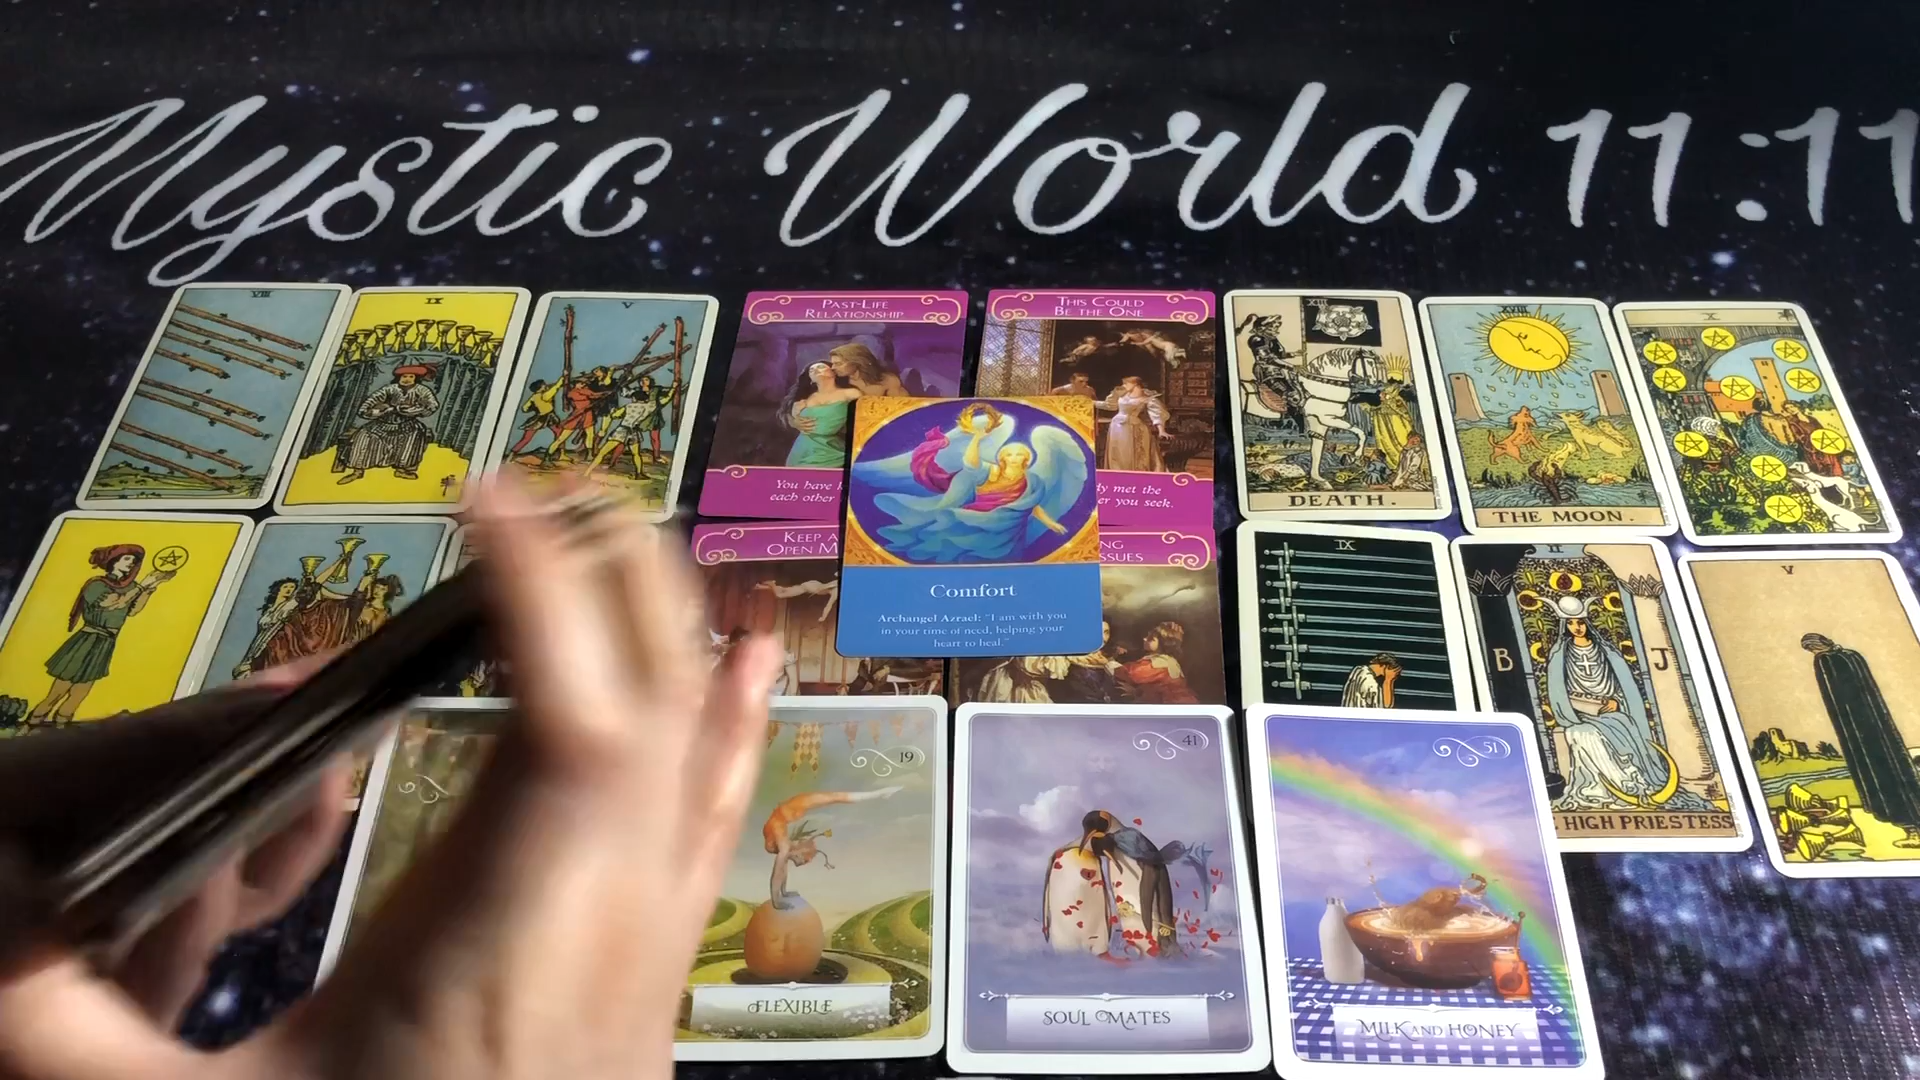 Mystic World 11:11
VIII
IX
V
PAST-LIFE
RELATIONSHIP
You have
each other
THIS COULD
BE THE ONE
met the
you seek.
XIII
DEATH.
XVIII
THE MOON.
X
III
KEEP
OPEN
ISSUES
Comfort
Archangel Azrael: "I am with you
in your time of need, helping your
heart to heal."
IX
II
B
J
HIGH PRIESTESS
V
19
FLEXIBLE
41
SOUL MATES
51
MILK AND HONEY